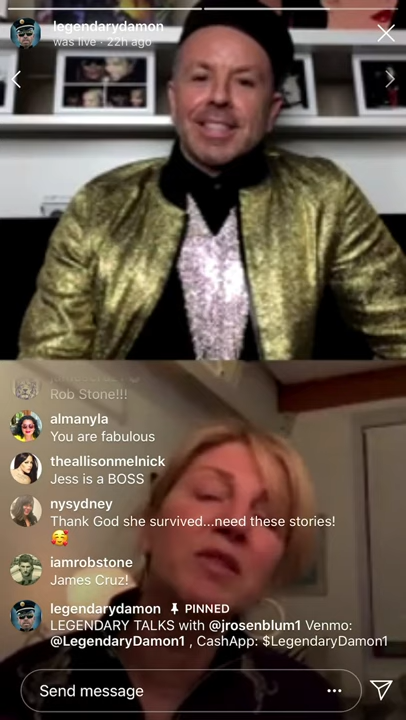 legendarydamon
was live · 22h ago
Rob Stone!!!
almanyla
You are fabulous
theallisonmelnick
Jess is a BOSS
nysydney
Thank God she survived...need these stories!
🥰
iamrobstone
James Cruz!
legendarydamon 📌 PINNED
LEGENDARY TALKS with @jrosenblum1 Venmo:
@LegendaryDamon1 , CashApp: $LegendaryDamon1
Send message